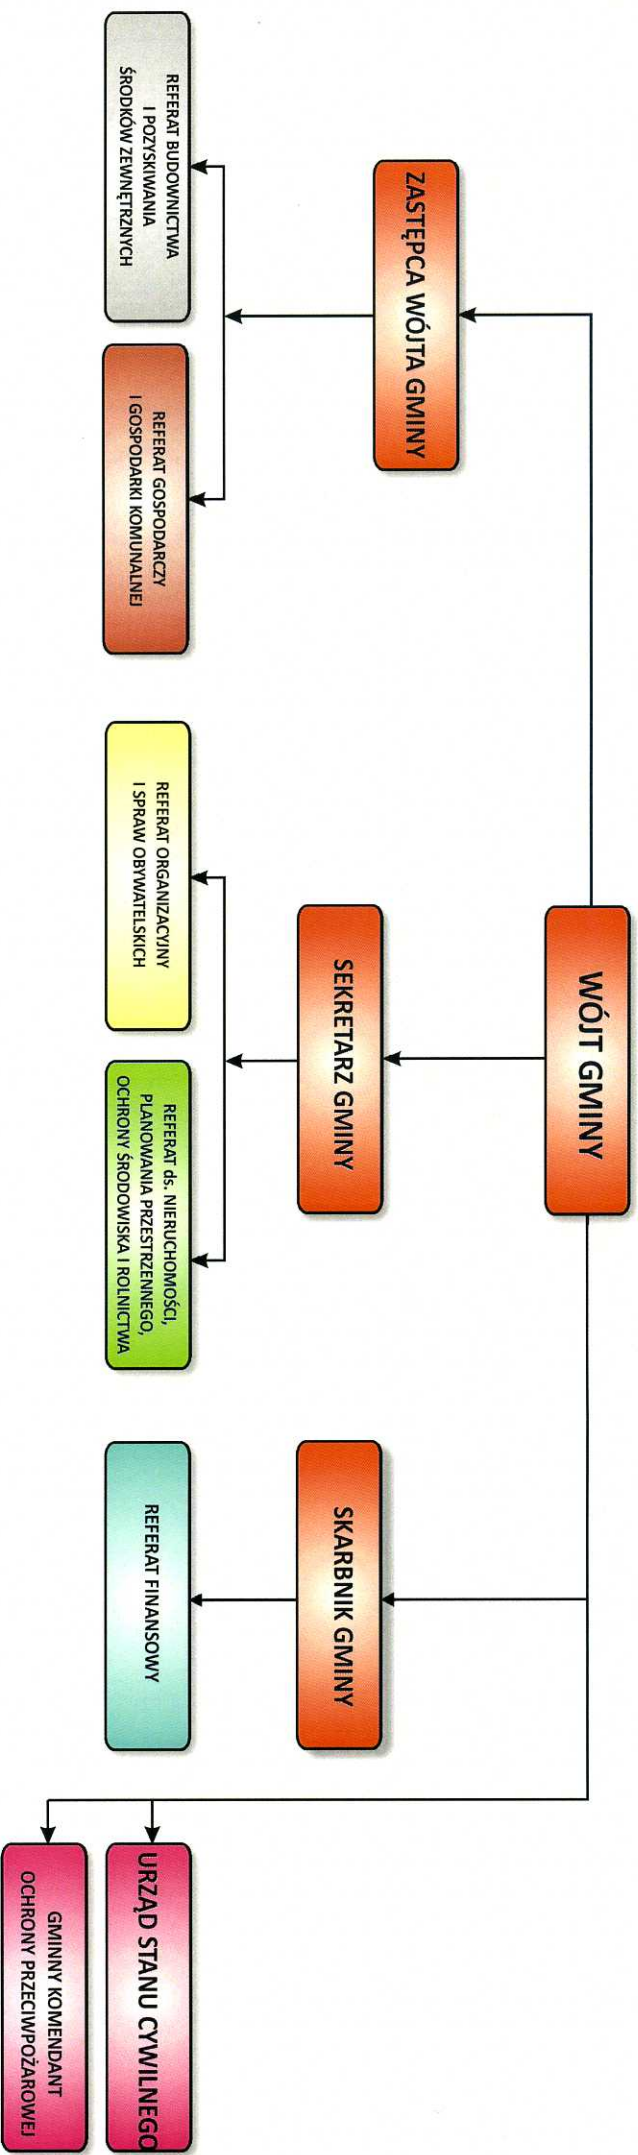 WÓJT GMINY
ZASTĘPCA WÓJTA GMINY
SEKRETARZ GMINY
SKARBNIK GMINY
REFERAT BUDOWNICTWA
I POZYSKIWANIA
ŚRODKÓW ZEWNĘTRZNYCH
REFERAT GOSPODARCZY
I GOSPODARKI KOMUNALNEJ
REFERAT ORGANIZACYJNY
I SPRAW OBYWATELSKICH
REFERAT ds. NIERUCHOMOŚCI,
PLANOWANIA PRZESTRZENNEGO,
OCHRONY ŚRODOWISKA I ROLNICTWA
REFERAT FINANSOWY
URZĄD STANU CYWILNEGO
GMINNY KOMENDANT
OCHRONY PRZECIWPOŻAROWEJ